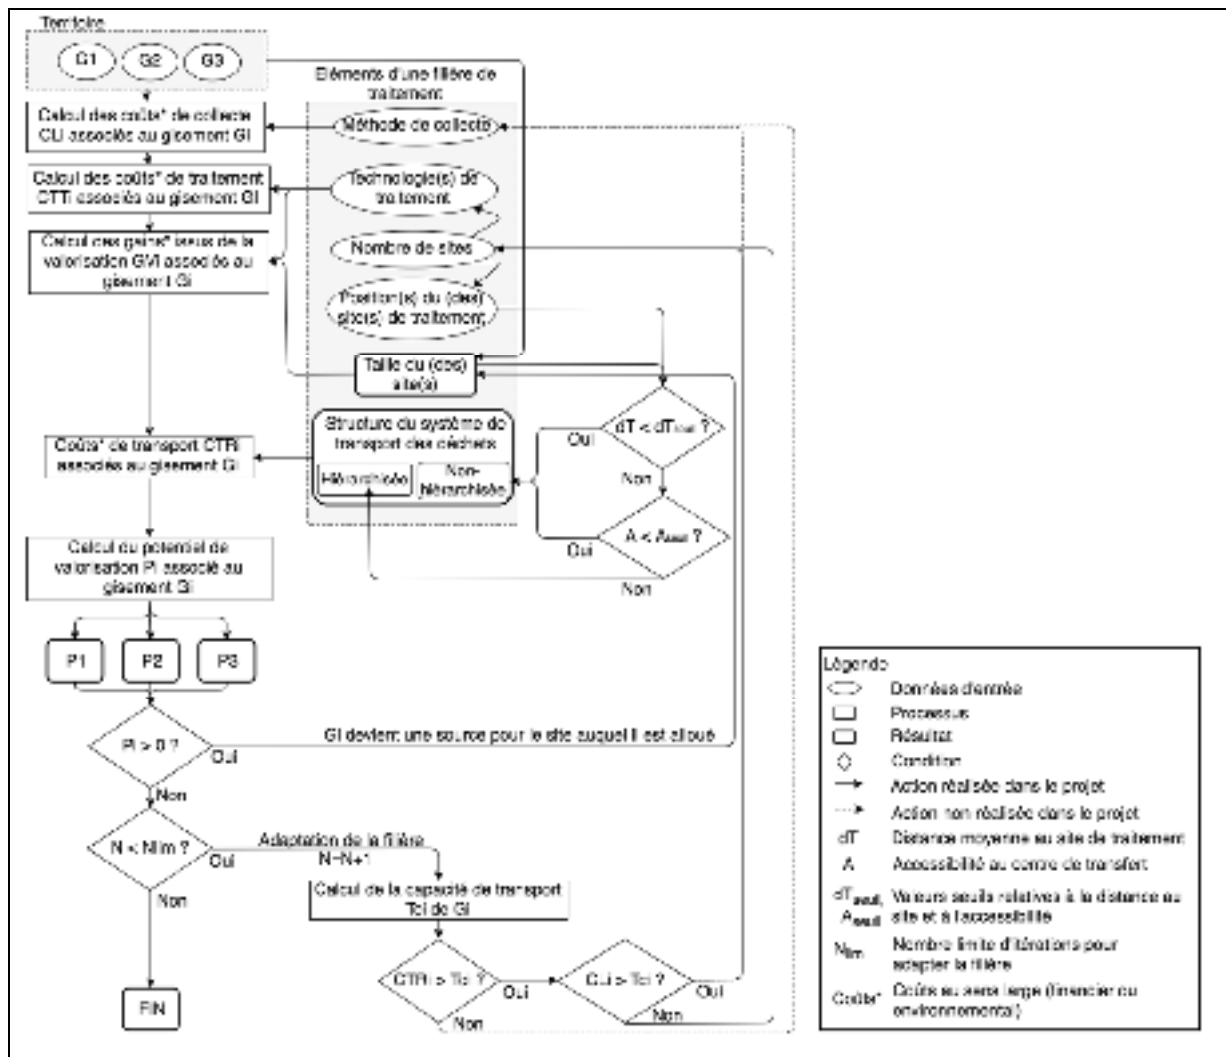 Territoire
G1
G2
G3
Eléments d'une filière de
traitement
Calcul des coûts* de collecte
CLi associés au gisement Gi
Méthode de collecte
Calcul des coûts* de traitement
CTTi associés au gisement Gi
Technologie(s) de
traitement
Calcul des gains* issus de la
valorisation GVi associés au
gisement Gi
Nombre de sites
Position(s) du (des)
site(s) de traitement
Taille du (des)
site(s)
Structure du système de
transport des déchets
Hiérarchisée
Non-
hiérarchisée
dT < dTseuil ?
Oui
Non
A < Aseuil ?
Oui
Non
Coûts* de transport CTRi
associés au gisement Gi
Calcul du potentiel de
valorisation Pi associé au
gisement Gi
P1
P2
P3
Pi > 0 ?
Oui
Gi devient une source pour le site auquel il est alloué
Non
N < Nlim ?
Oui
Adaptation de la filière
N=N+1
Non
Calcul de la capacité de transport
Tci de Gi
CTRi > Tci ?
Oui
Non
CLi > Tci ?
Oui
Non
FIN
Légende
Données d'entrée
Processus
Résultat
Condition
Action réalisée dans le projet
Action non réalisée dans le projet
dT Distance moyenne au site de traitement
A Accessibilité au centre de transfert
dTseuil, Valeurs seuils relatives à la distance au
Aseuil site et à l'accessibilité
Nlim Nombre limite d'itérations pour
adapter la filière
Coûts* Coûts au sens large (financier ou
environnemental)